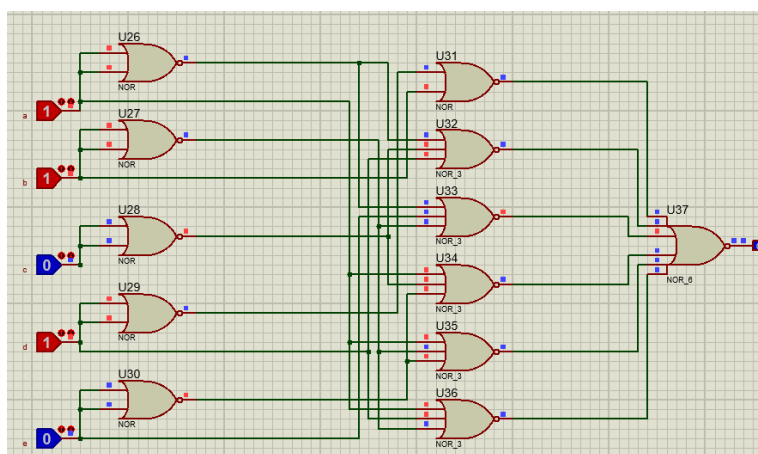 U26
NOR
a 1
U27
NOR
b 1
U28
NOR
c 0
U29
NOR
d 1
U30
NOR
e 0
U31
NOR
U32
NOR_3
U33
NOR_3
U34
NOR_3
U35
NOR_3
U36
NOR_3
U37
NOR_6